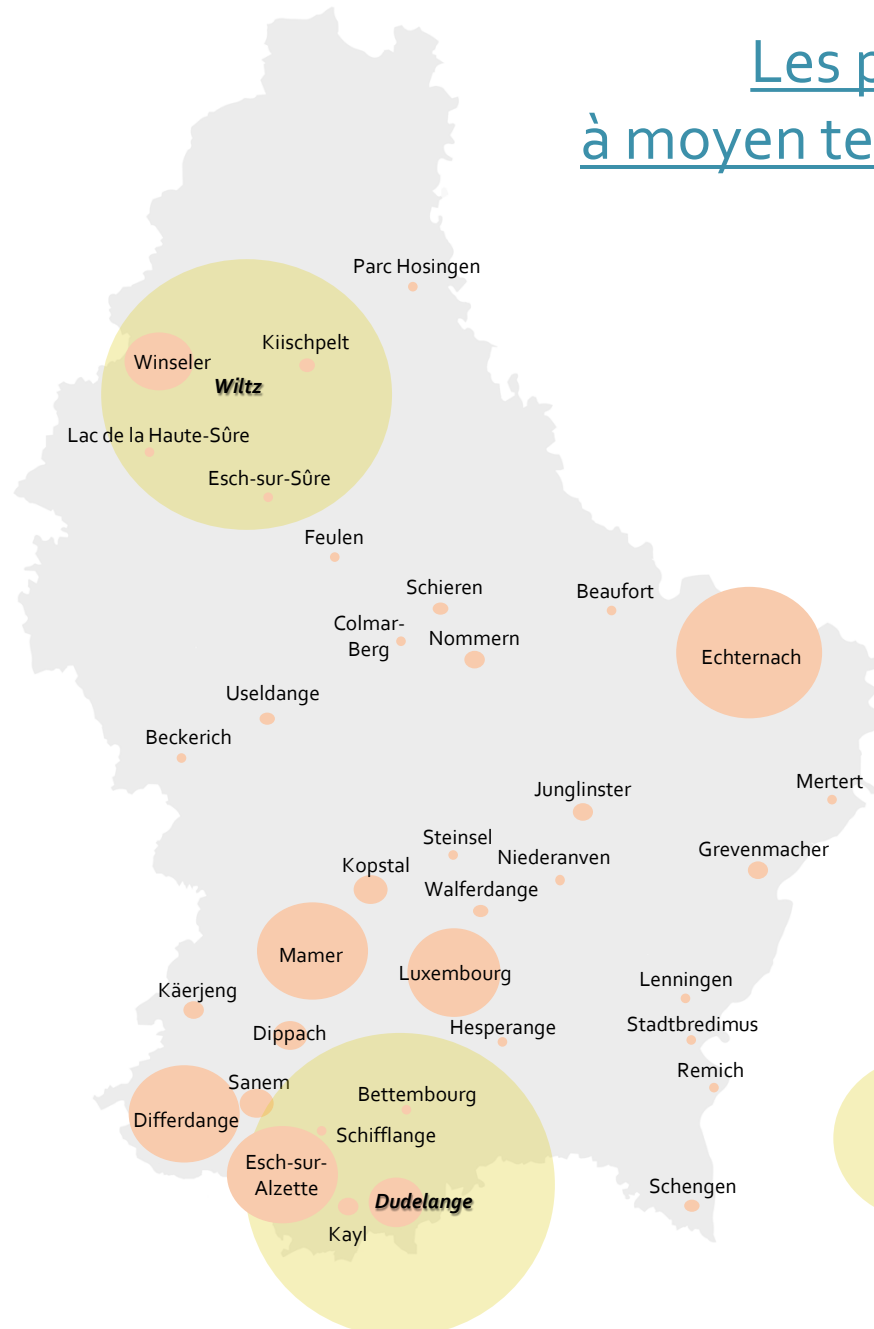 Les p
à moyen te
Parc Hosingen
Kiischpelt
Winseler
Wiltz
Lac de la Haute-Sûre
Esch-sur-Sûre
Feulen
Schieren
Beaufort
Colmar-
Berg
Nommern
Echternach
Useldange
Beckerich
Mertert
Junglinster
Steinsel
Niederanven
Grevenmacher
Kopstal
Walferdange
Mamer
Luxembourg
Lenningen
Käerjeng
Stadtbredimus
Dippach
Hesperange
Remich
Sanem
Bettembourg
Differdange
Schifflange
Esch-sur-
Alzette
Schengen
Dudelange
Kayl